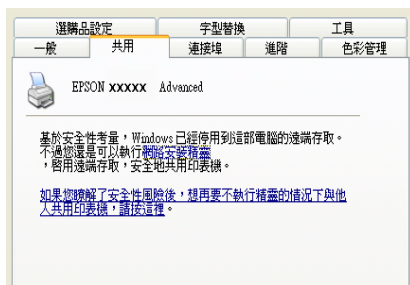 選購品設定 字型替換 工具
一般 共用 連接埠 進階 色彩管理
EPSON XXXXX Advanced
基於安全性考量，Windows 已經停用到這部電腦的遠端存取。
不過您還是可以執行網路安裝精靈
，啟用遠端存取，安全地共用印表機。
如果您瞭解了安全性風險後，想再要不執行精靈的情況下與他
人共用印表機，請按這裡。